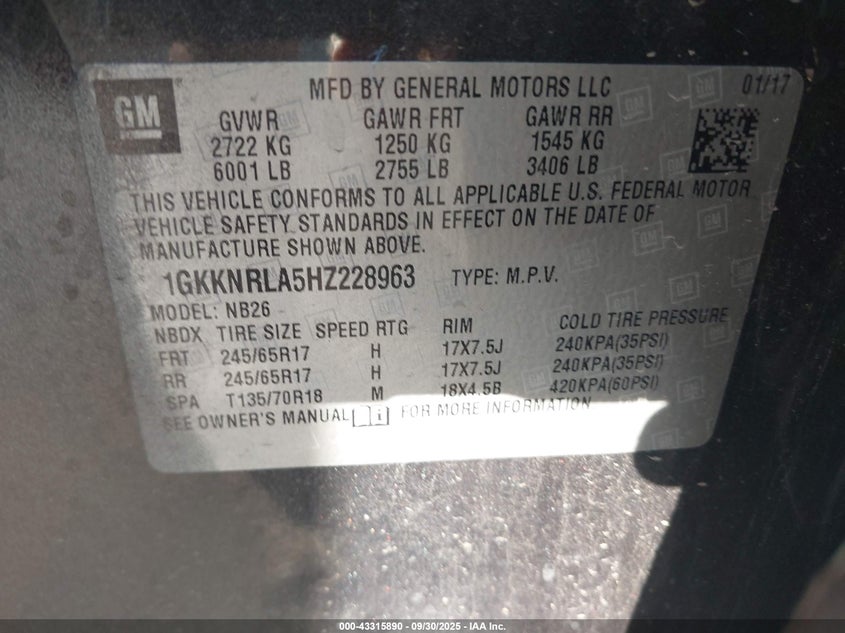 GM
MFD BY GENERAL MOTORS LLC 01/17
GVWR GAWR FRT GAWR RR
2722 KG 1250 KG 1545 KG
6001 LB 2755 LB 3406 LB
THIS VEHICLE CONFORMS TO ALL APPLICABLE U.S. FEDERAL MOTOR
VEHICLE SAFETY STANDARDS IN EFFECT ON THE DATE OF
MANUFACTURE SHOWN ABOVE.
1GKKNRLA5HZ228963 TYPE: M.P.V.
MODEL: NB26
NBDX TIRE SIZE SPEED RTG RIM COLD TIRE PRESSURE
FRT 245/65R17 H 17X7.5J 240KPA(35PSI)
RR 245/65R17 H 17X7.5J 240KPA(35PSI)
SPA T135/70R18 M 18X4.5B 420KPA(60PSI)
SEE OWNER'S MANUAL FOR MORE INFORMATION
000-43315890 - 09/30/2025 - IAA Inc.